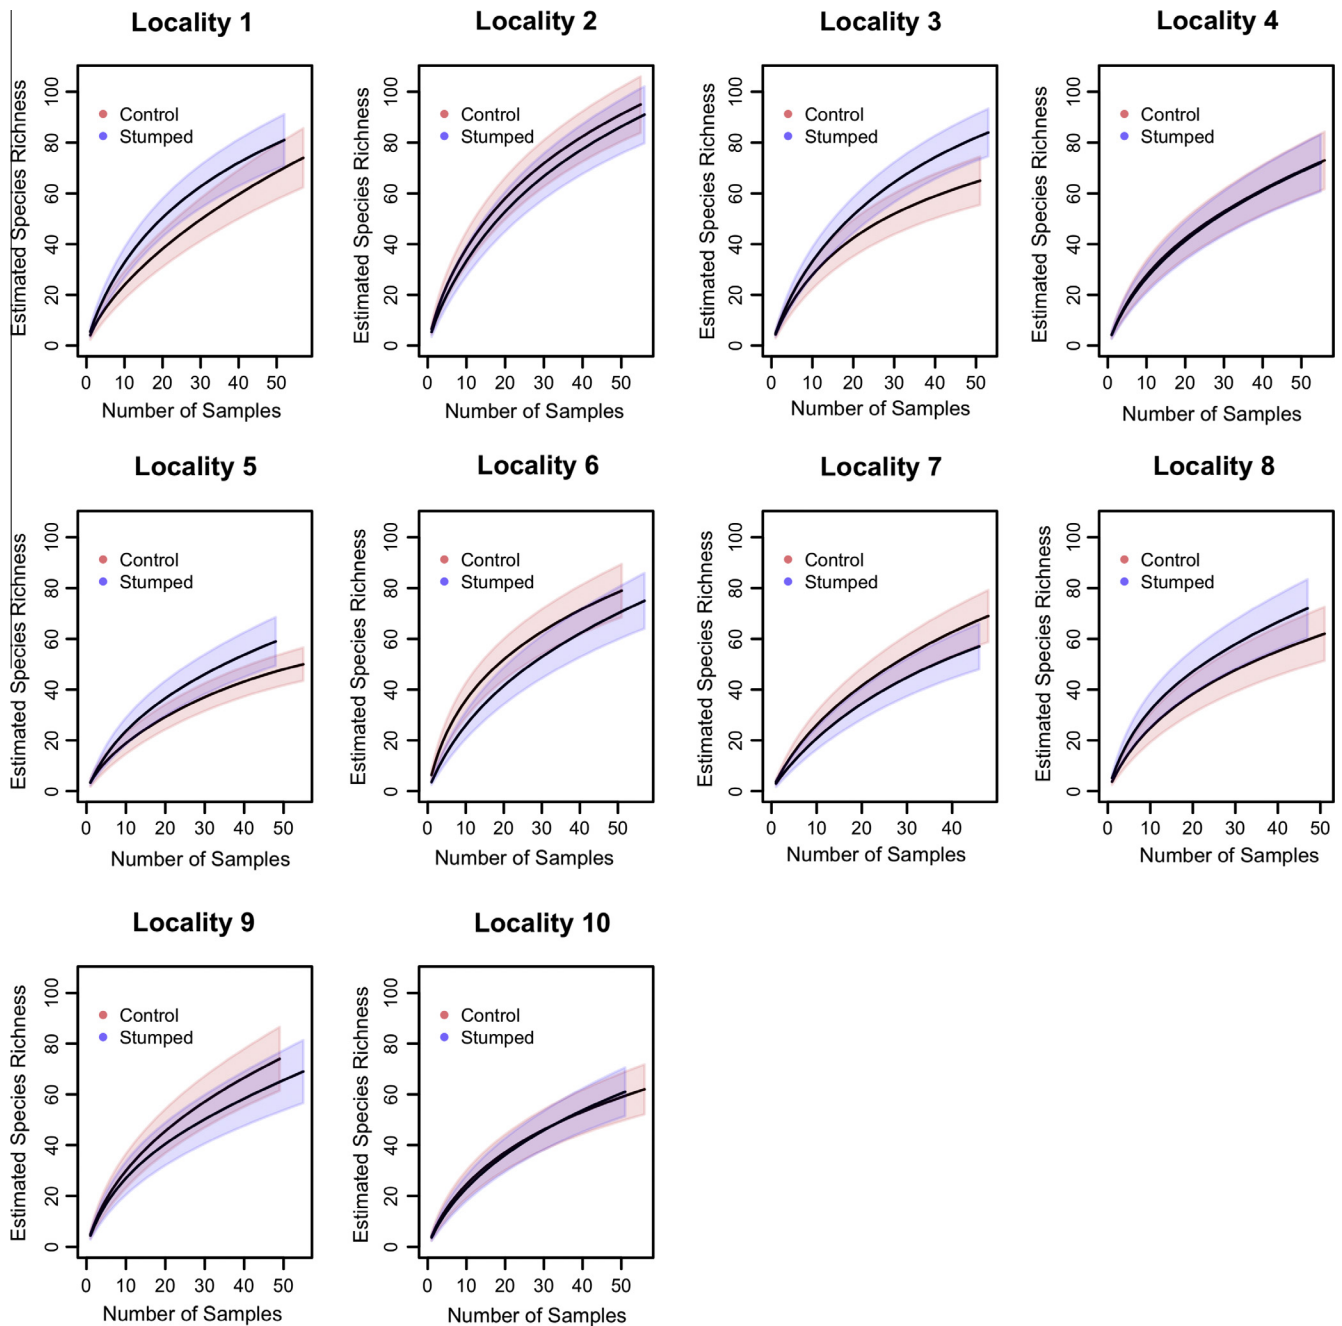 Locality 1
Estimated Species Richness
100
80
60
40
20
0
Control
Stumped
0 10 20 30 40 50
Number of Samples
Locality 2
Estimated Species Richness
100
80
60
40
20
0
Control
Stumped
0 10 20 30 40 50
Number of Samples
Locality 3
Estimated Species Richness
100
80
60
40
20
0
Control
Stumped
0 10 20 30 40 50
Number of Samples
Locality 4
Estimated Species Richness
100
80
60
40
20
0
Control
Stumped
0 10 20 30 40 50
Number of Samples
Locality 5
Estimated Species Richness
100
80
60
40
20
0
Control
Stumped
0 10 20 30 40 50
Number of Samples
Locality 6
Estimated Species Richness
100
80
60
40
20
0
Control
Stumped
0 10 20 30 40 50
Number of Samples
Locality 7
Estimated Species Richness
100
80
60
40
20
0
Control
Stumped
0 10 20 30 40
Number of Samples
Locality 8
Estimated Species Richness
100
80
60
40
20
0
Control
Stumped
0 10 20 30 40 50
Number of Samples
Locality 9
Estimated Species Richness
100
80
60
40
20
0
Control
Stumped
0 10 20 30 40 50
Number of Samples
Locality 10
Estimated Species Richness
100
80
60
40
20
0
Control
Stumped
0 10 20 30 40 50
Number of Samples